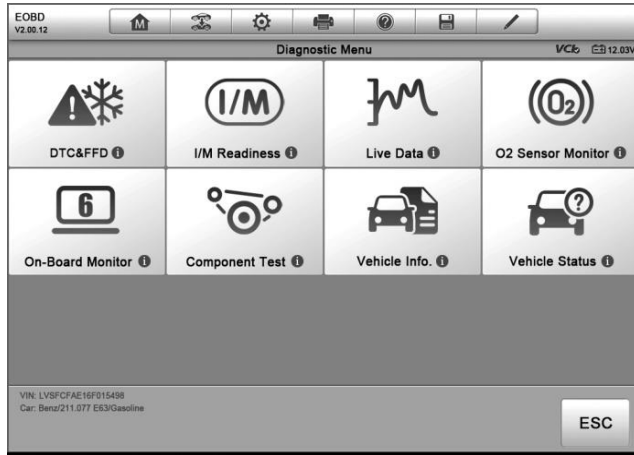 EOBD
V2.00.12
M
?
Diagnostic Menu
VCI
12.03V
I/M
O2
DTC&FFD i
I/M Readiness i
Live Data i
O2 Sensor Monitor i
6
?
On-Board Monitor i
Component Test i
Vehicle Info. i
Vehicle Status i
VIN: LVSFCFAE16F015498
Car: Benz/211.077 E63/Gasoline
ESC